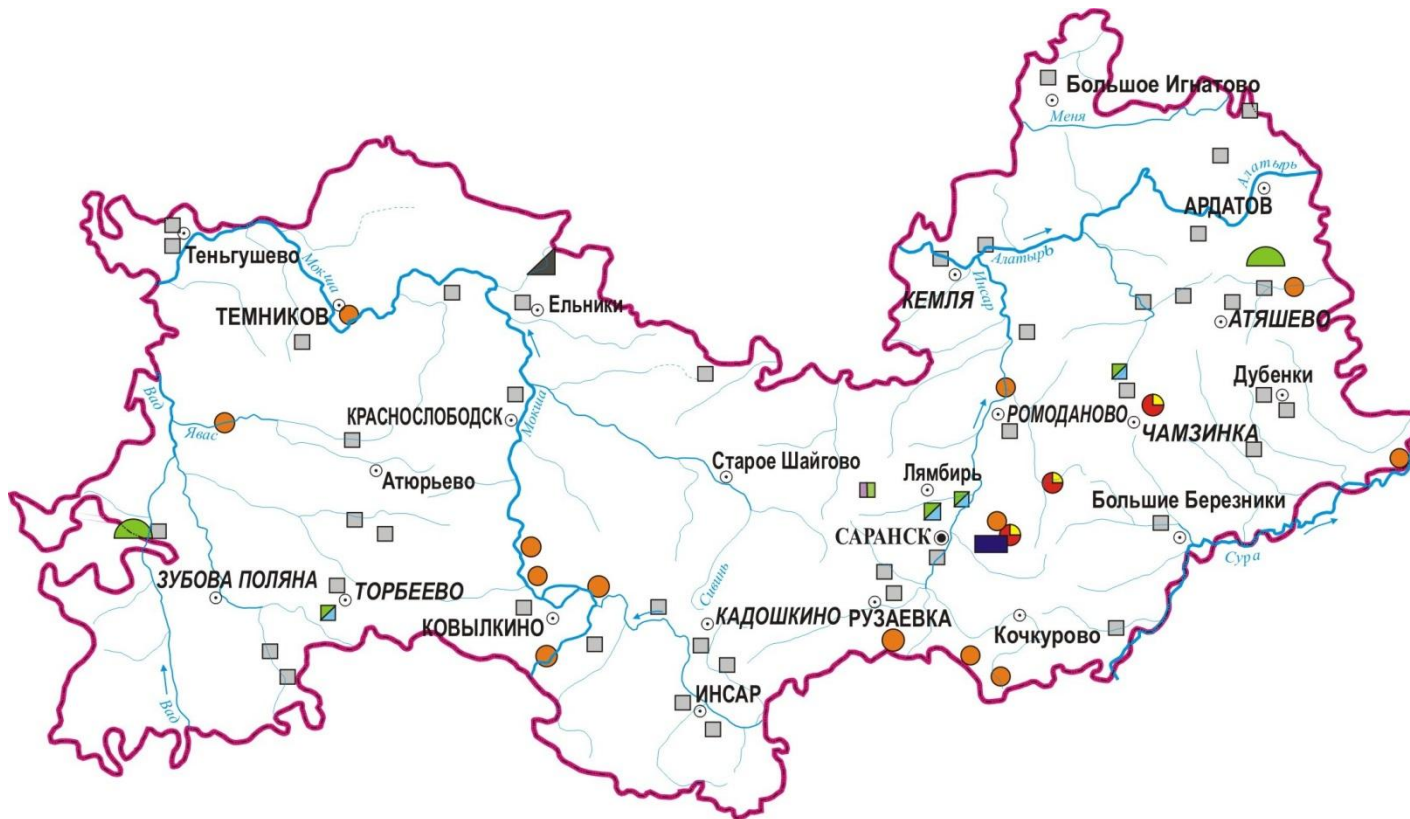 Большое Игнатово
Меня
Алатырь
АРДАТОВ
Теньгушево
Мокша
ТЕМНИКОВ
Ельники
Алатырь
КЕМЛЯ
Инсар
АТЯШЕВО
Дубенки
Вад
Явас
КРАСНОСЛОБОДСК
Мокша
РОМОДАНОВО
ЧАМЗИНКА
Атюрьево
Старое Шайгово
Лямбирь
Большие Березники
САРАНСК
Сура
ЗУБОВА ПОЛЯНА
ТОРБЕЕВО
Сивинь
КОВЫЛКИНО
КАДОШКИНО
РУЗАЕВКА
Кочкурово
ИНСАР
Вад